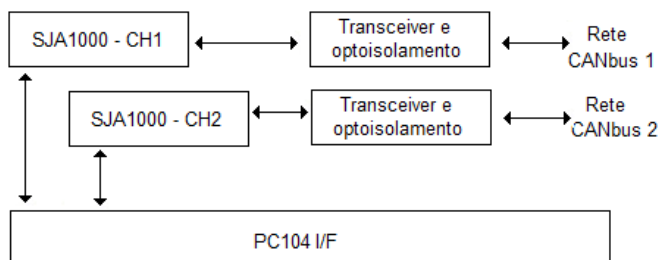 SJA1000 - CH1
Transceiver e
optoisolamento
Rete
CANbus 1
SJA1000 - CH2
Transceiver e
optoisolamento
Rete
CANbus 2
PC104 I/F